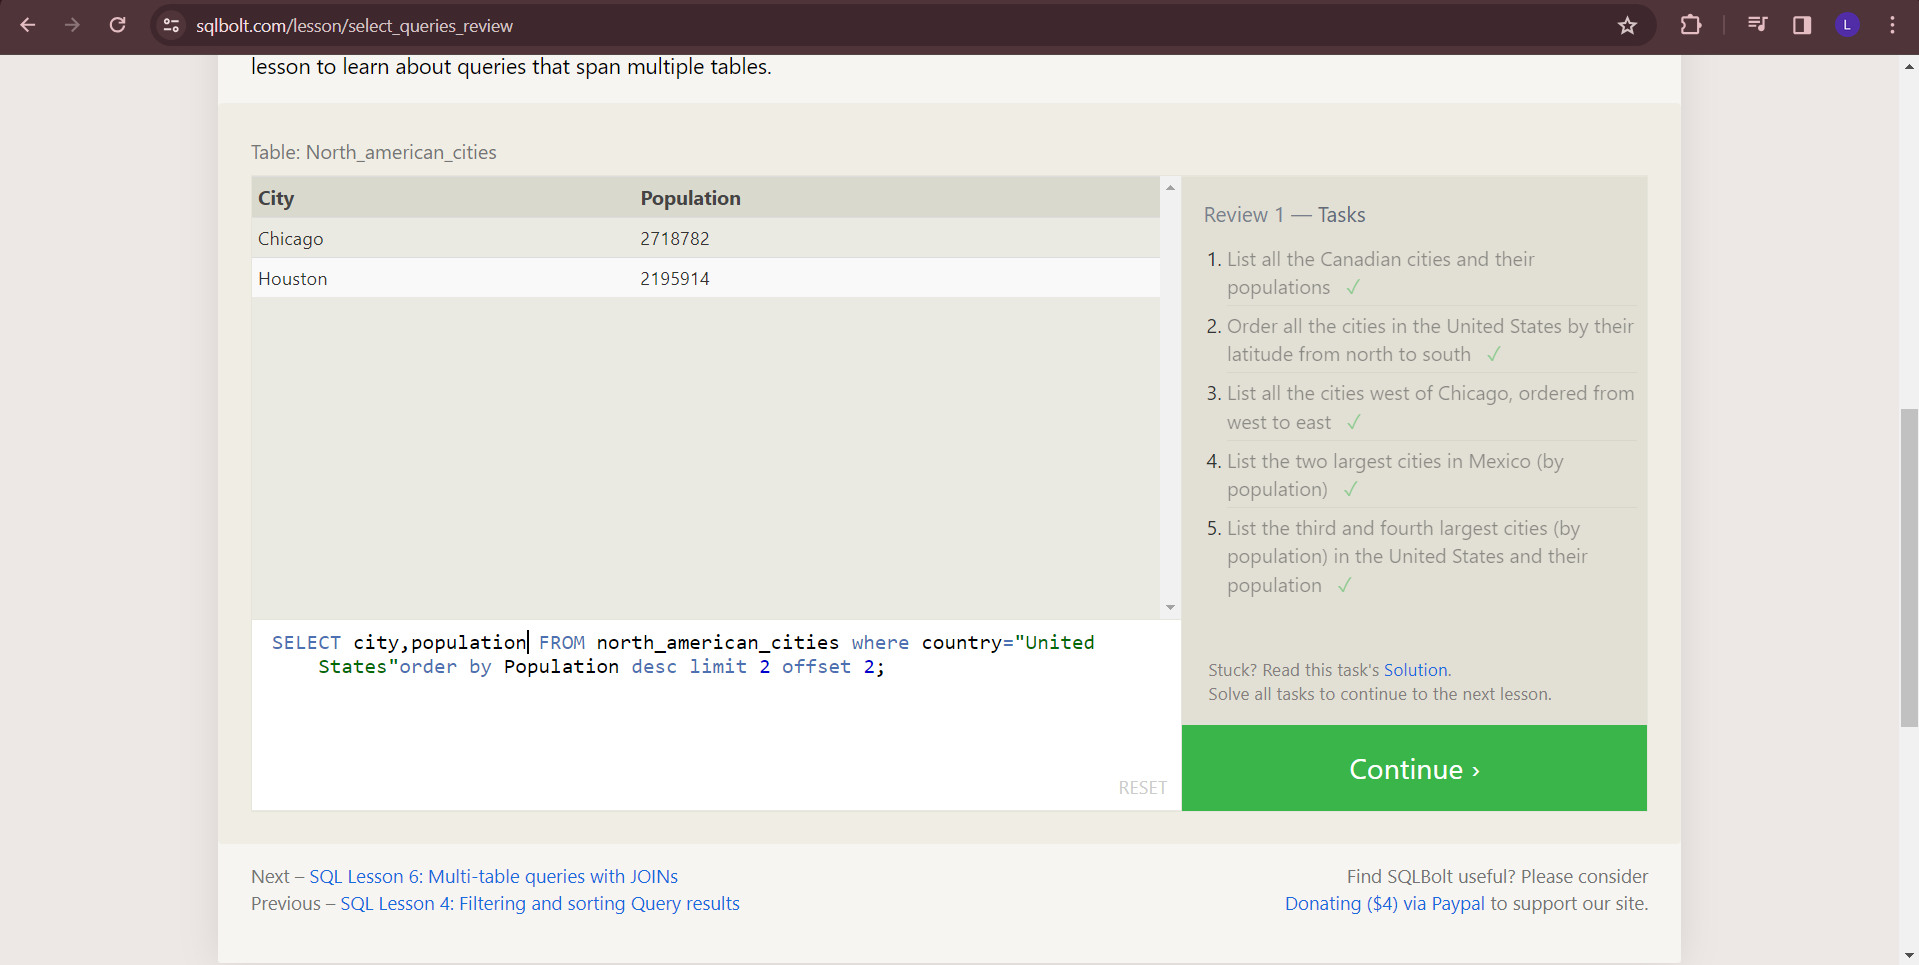 sqlbolt.com/lesson/select_queries_review
L
lesson to learn about queries that span multiple tables.
Table: North_american_cities
City Population
Chicago 2718782
Houston 2195914
SELECT city,population FROM north_american_cities where country="United
States"order by Population desc limit 2 offset 2;
RESET
Review 1 — Tasks
1. List all the Canadian cities and their
populations ✓
2. Order all the cities in the United States by their
latitude from north to south ✓
3. List all the cities west of Chicago, ordered from
west to east ✓
4. List the two largest cities in Mexico (by
population) ✓
5. List the third and fourth largest cities (by
population) in the United States and their
population ✓
Stuck? Read this task's Solution.
Solve all tasks to continue to the next lesson.
Continue ›
Next – SQL Lesson 6: Multi-table queries with JOINs
Previous – SQL Lesson 4: Filtering and sorting Query results
Find SQLBolt useful? Please consider
Donating ($4) via Paypal to support our site.